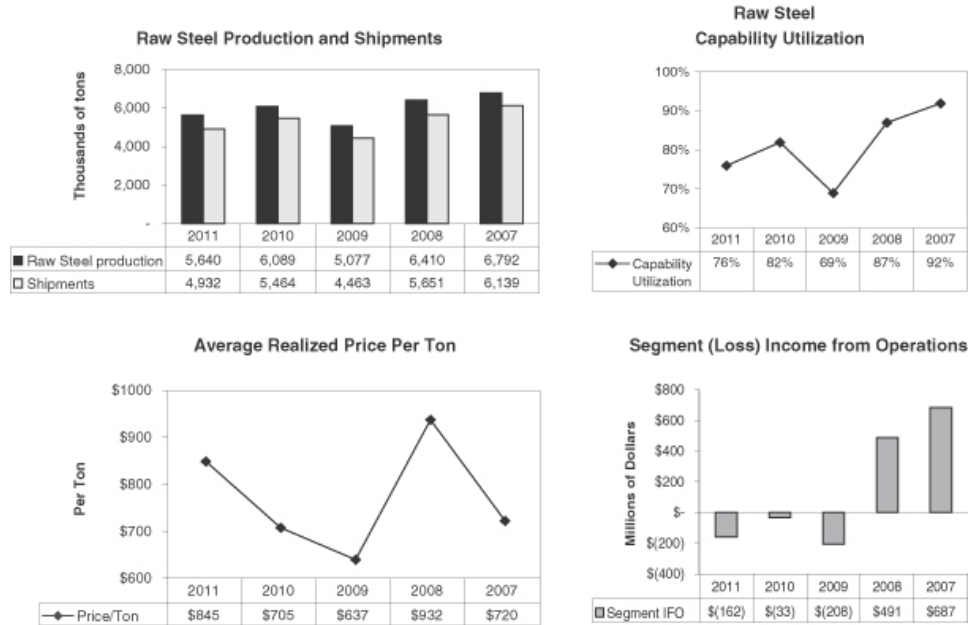 Raw Steel Production and Shipments
Thousands of tons
8,000
6,000
4,000
2,000
-
2011 2010 2009 2008 2007
Raw Steel production 5,640 6,089 5,077 6,410 6,792
Shipments 4,932 5,464 4,463 5,651 6,139
Raw Steel
Capability Utilization
100%
90%
80%
70%
60%
2011 2010 2009 2008 2007
Capability 76% 82% 69% 87% 92%
Utilization
Average Realized Price Per Ton
Per Ton
$1000
$900
$800
$700
$600
2011 2010 2009 2008 2007
Price/Ton $845 $705 $637 $932 $720
Segment (Loss) Income from Operations
Millions of Dollars
$800
$600
$400
$200
$-
$(200)
$(400)
2011 2010 2009 2008 2007
Segment IFO $(162) $(33) $(208) $491 $687